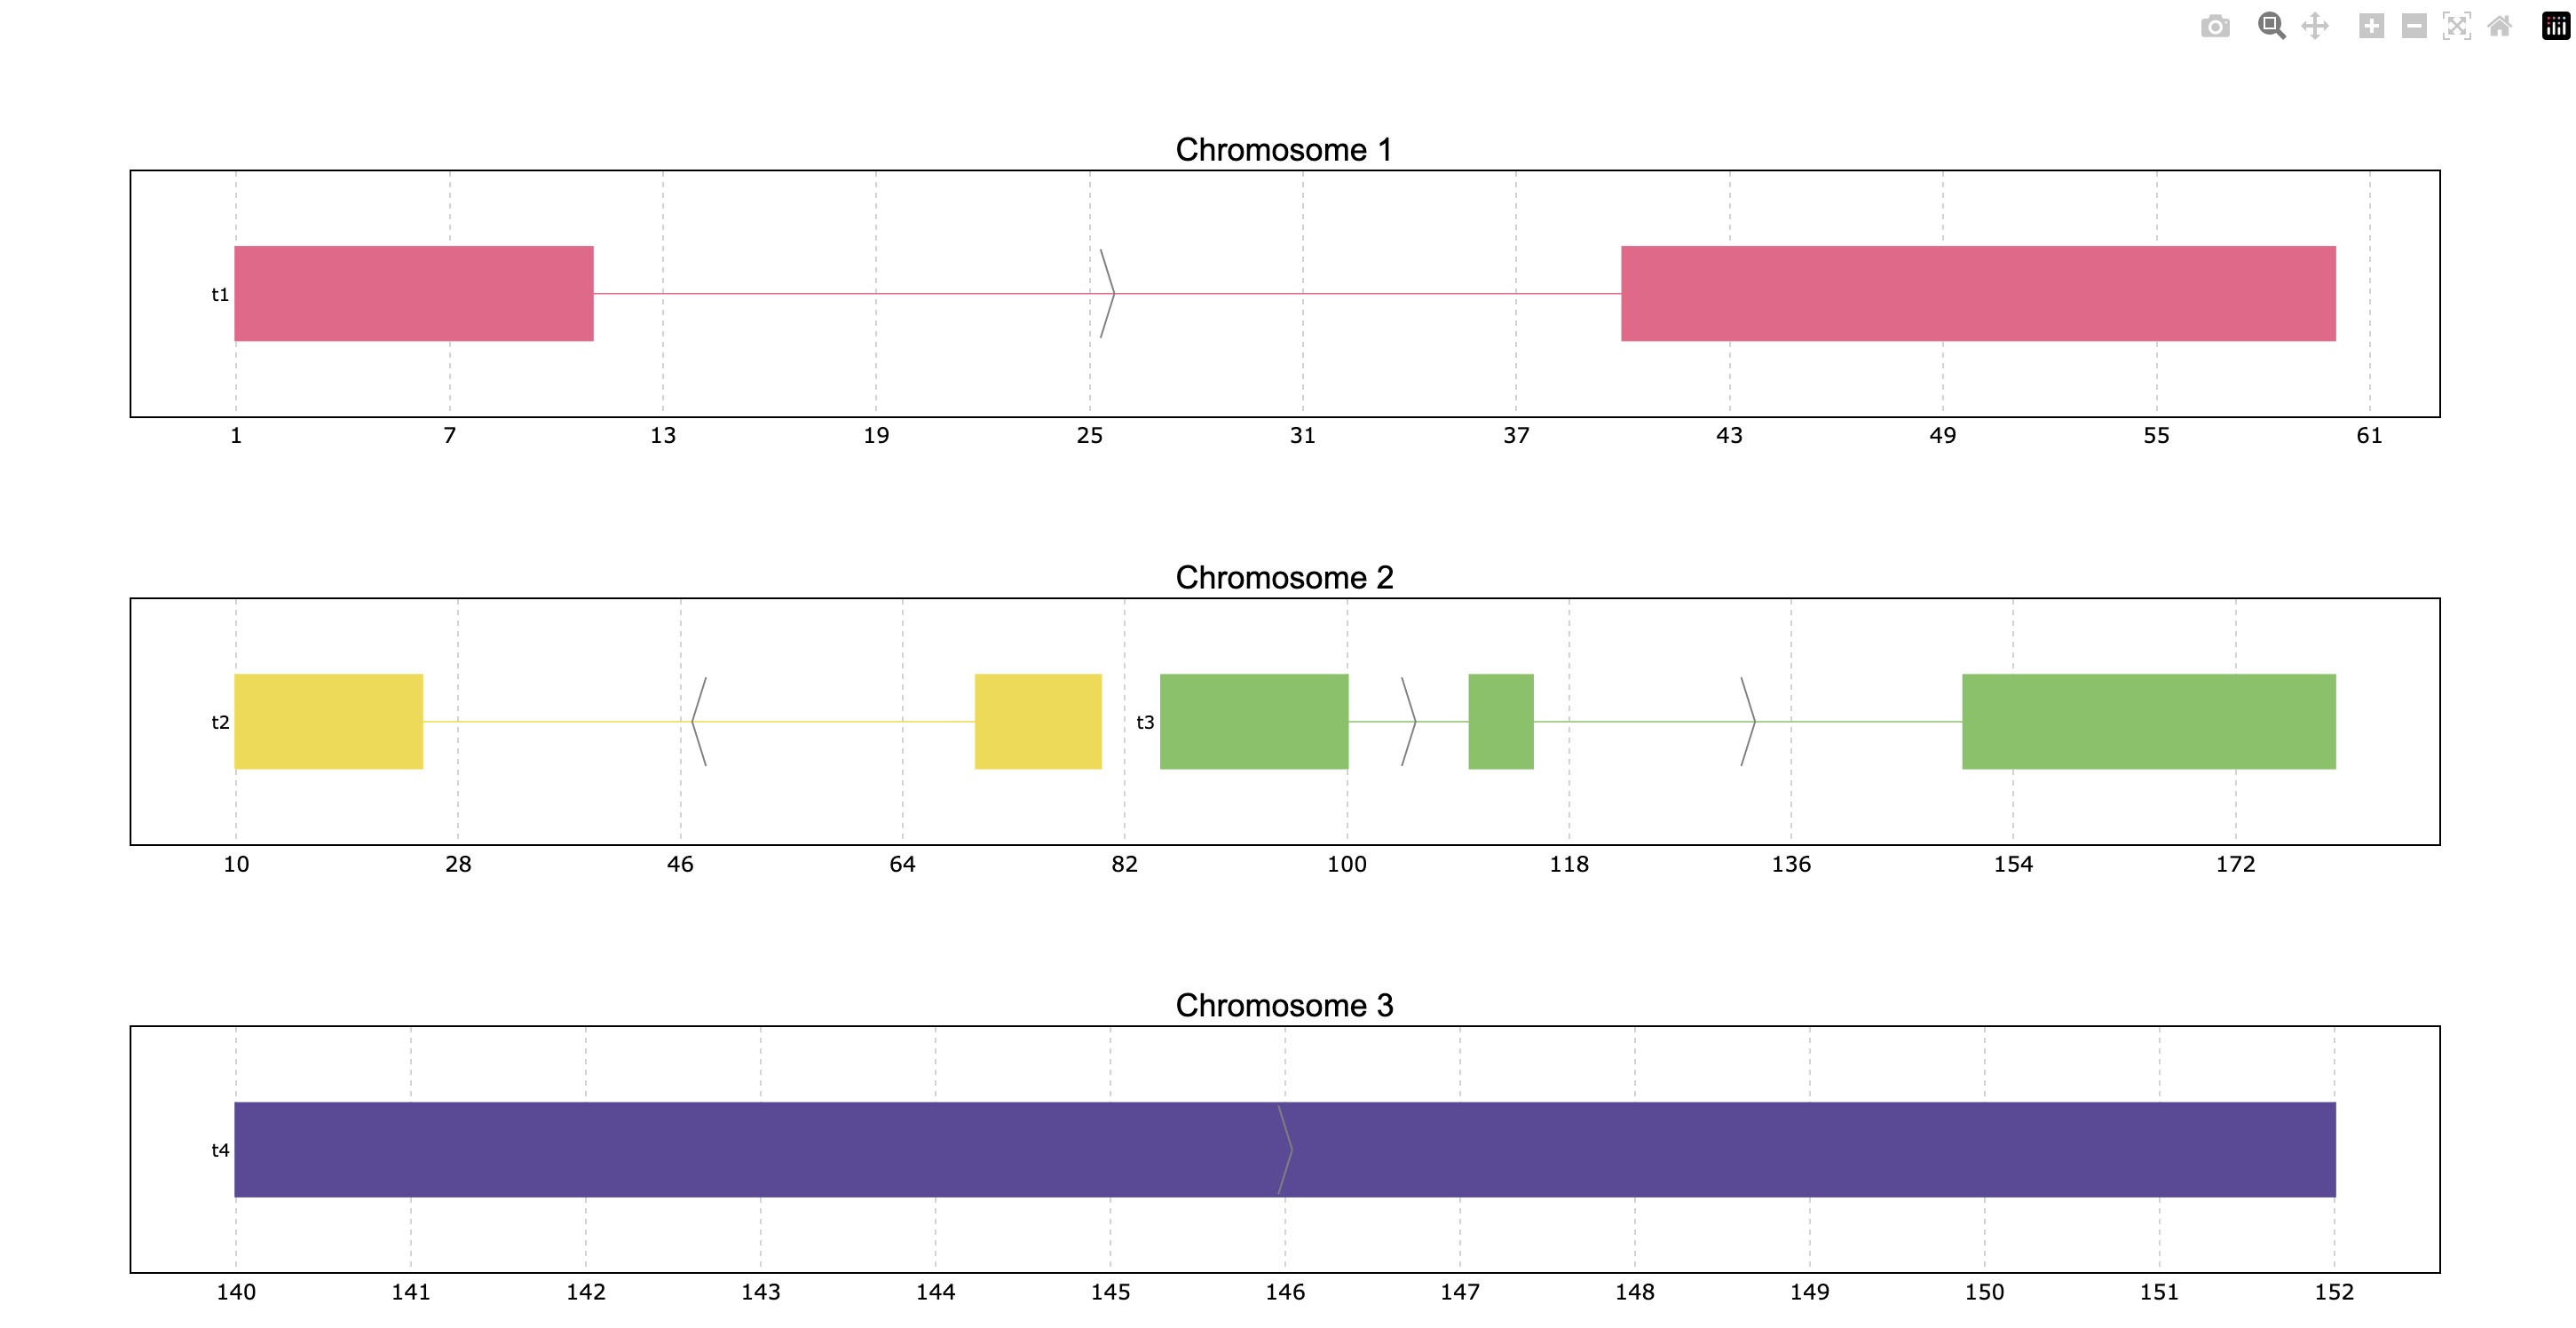 Chromosome 1
t1
1 7 13 19 25 31 37 43 49 55 61
Chromosome 2
t2 t3
10 28 46 64 82 100 118 136 154 172
Chromosome 3
t4
140 141 142 143 144 145 146 147 148 149 150 151 152